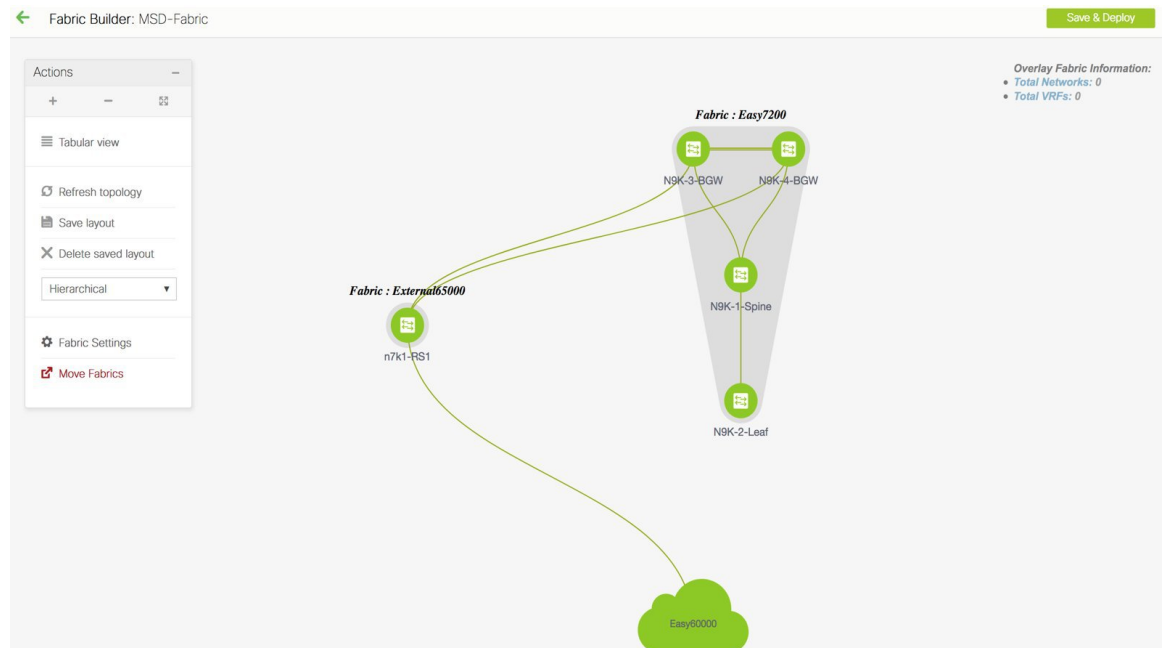 Fabric Builder: MSD-Fabric
Save & Deploy
Actions
Tabular view
Refresh topology
Save layout
Delete saved layout
Hierarchical
Fabric Settings
Move Fabrics
Overlay Fabric Information:
Total Networks: 0
Total VRFs: 0
Fabric : Easy7200
N9K-3-BGW
N9K-4-BGW
N9K-1-Spine
N9K-2-Leaf
Fabric : External65000
n7k1-RS1
Easy60000